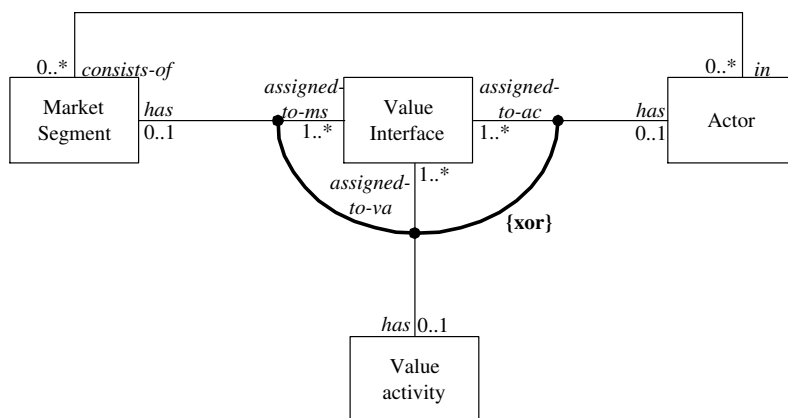 0..*
consists-of
0..*
in
Market
Segment
has
0..1
assigned-
to-ms
1..*
Value
Interface
assigned-
to-ac
1..*
has
0..1
Actor
assigned-
to-va
1..*
{xor}
has 0..1
Value
activity